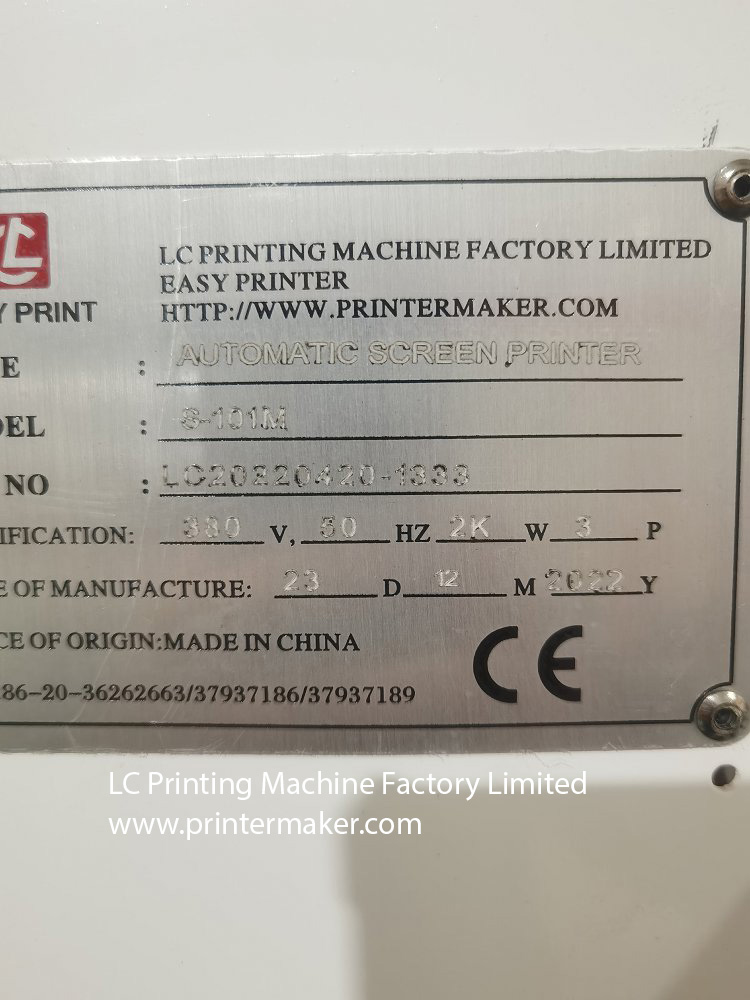 LC PRINTING MACHINE FACTORY LIMITED
EASY PRINTER
HTTP://WWW.PRINTERMAKER.COM
Y PRINT
E : AUTOMATIC SCREEN PRINTER
DEL : S-101M
NO : LC20220420-1333
IFICATION: 380 V, 50 HZ 2K W 3 P
E OF MANUFACTURE: 23 D 12 M 2022 Y
CE OF ORIGIN:MADE IN CHINA
CE
86-20-36262663/37937186/37937189
LC Printing Machine Factory Limited
www.printermaker.com